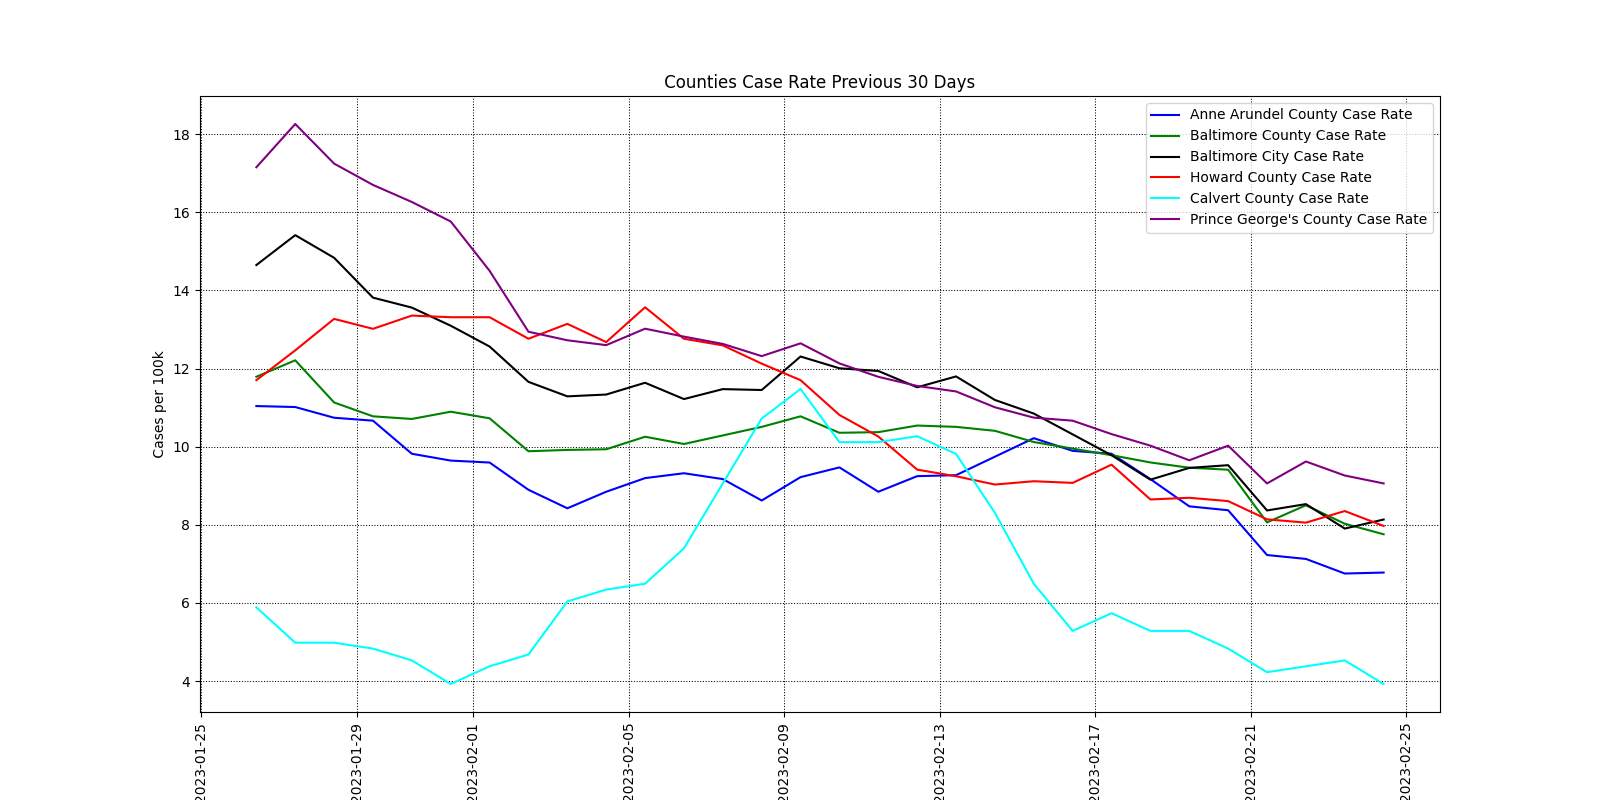 Counties Case Rate Previous 30 Days
Anne Arundel County Case Rate
Baltimore County Case Rate
Baltimore City Case Rate
Howard County Case Rate
Calvert County Case Rate
Prince George's County Case Rate
Cases per 100k
18
16
14
12
10
8
6
4
2023-01-25
2023-01-29
2023-02-01
2023-02-05
2023-02-09
2023-02-13
2023-02-17
2023-02-21
2023-02-25